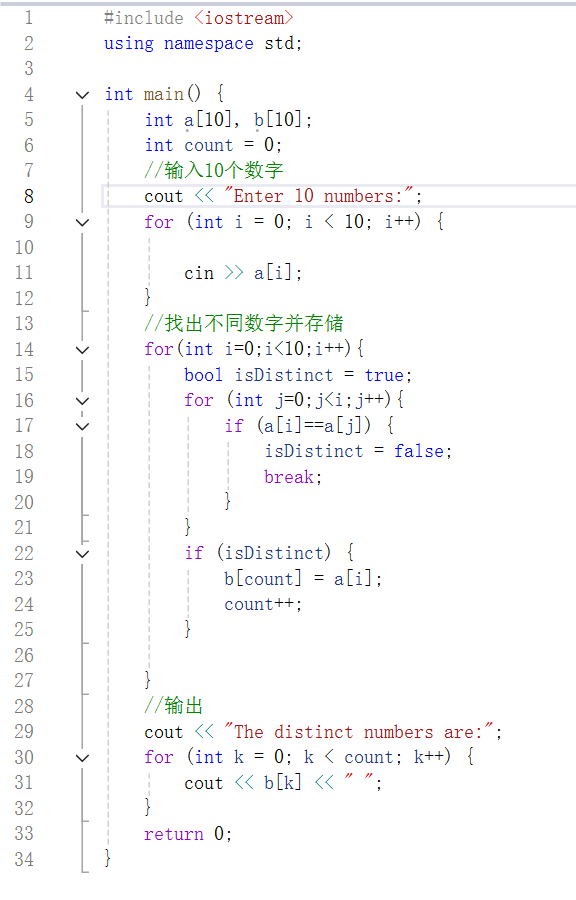 1 #include <iostream>
2 using namespace std;
3
4 int main() {
5 int a[10], b[10];
6 int count = 0;
7 //输入10个数字
8 cout << "Enter 10 numbers:";
9 for (int i = 0; i < 10; i++) {
10
11 cin >> a[i];
12 }
13 //找出不同数字并存储
14 for(int i=0;i<10;i++){
15 bool isDistinct = true;
16 for (int j=0;j<i;j++){
17 if (a[i]==a[j]) {
18 isDistinct = false;
19 break;
20 }
21 }
22 if (isDistinct) {
23 b[count] = a[i];
24 count++;
25 }
26
27 }
28 //输出
29 cout << "The distinct numbers are:";
30 for (int k = 0; k < count; k++) {
31 cout << b[k] << " ";
32 }
33 return 0;
34 }